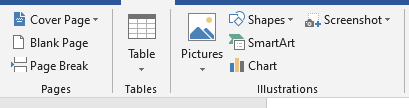 Cover Page
Blank Page
Page Break
Pages
Table
Tables
Pictures
Shapes
SmartArt
Chart
Screenshot
Illustrations